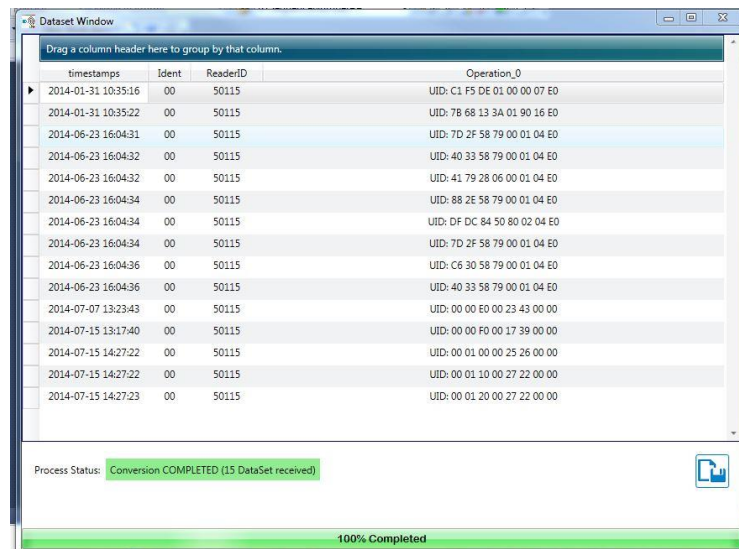 Dataset Window
Drag a column header here to group by that column.
timestamps Ident ReaderID Operation_0
2014-01-31 10:35:16 00 50115 UID: C1 F5 DE 01 00 00 07 E0
2014-01-31 10:35:22 00 50115 UID: 7B 68 13 3A 01 90 16 E0
2014-06-23 16:04:31 00 50115 UID: 7D 2F 58 79 00 01 04 E0
2014-06-23 16:04:32 00 50115 UID: 40 33 58 79 00 01 04 E0
2014-06-23 16:04:32 00 50115 UID: 41 79 28 06 00 01 04 E0
2014-06-23 16:04:34 00 50115 UID: 88 2E 58 79 00 01 04 E0
2014-06-23 16:04:34 00 50115 UID: DF DC 84 50 80 02 04 E0
2014-06-23 16:04:34 00 50115 UID: 7D 2F 58 79 00 01 04 E0
2014-06-23 16:04:36 00 50115 UID: C6 30 58 79 00 01 04 E0
2014-06-23 16:04:36 00 50115 UID: 40 33 58 79 00 01 04 E0
2014-07-07 13:23:43 00 50115 UID: 00 00 E0 00 23 43 00 00
2014-07-15 13:17:40 00 50115 UID: 00 00 F0 00 17 39 00 00
2014-07-15 14:27:22 00 50115 UID: 00 01 00 00 25 26 00 00
2014-07-15 14:27:22 00 50115 UID: 00 01 10 00 27 22 00 00
2014-07-15 14:27:23 00 50115 UID: 00 01 20 00 27 22 00 00
Process Status: Conversion COMPLETED (15 DataSet received)
100% Completed